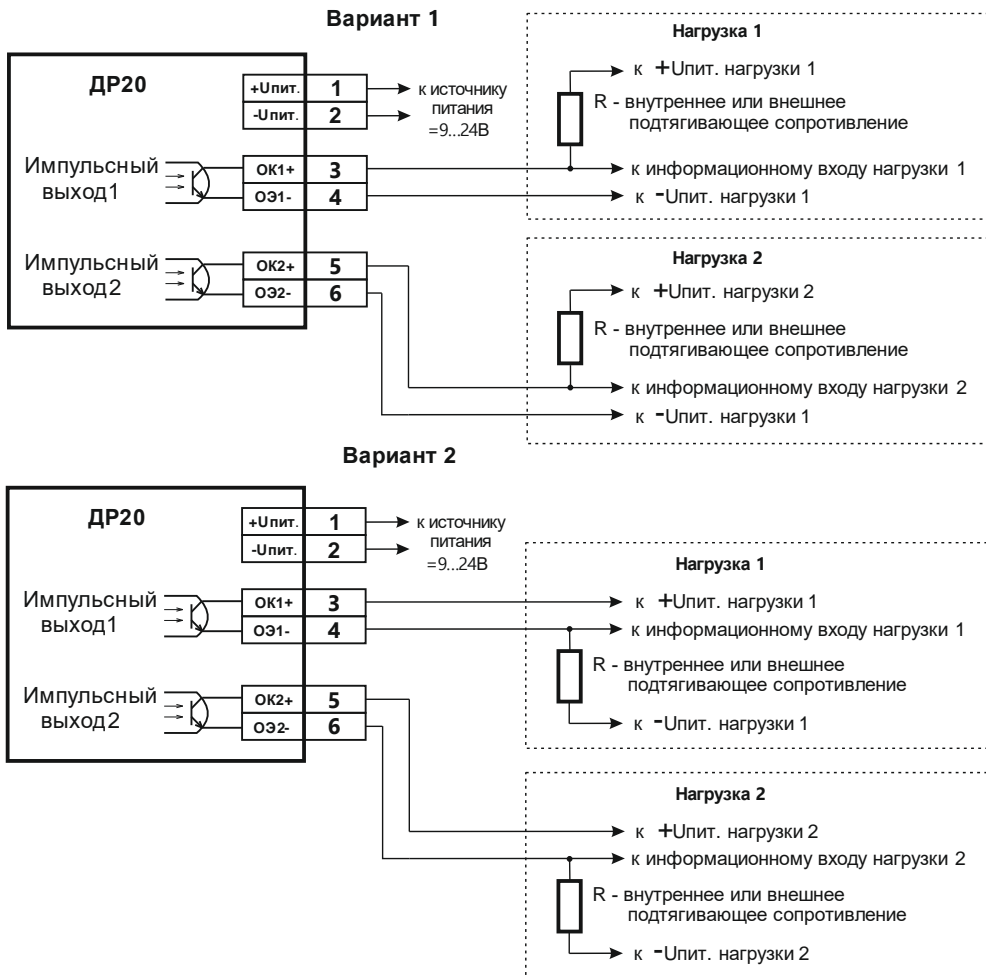 Вариант 1
ДР20
+Uпит. 1
-Uпит. 2
к источнику
питания
=9...24В
Импульсный
выход1
ОК1+ 3
ОЭ1- 4
Импульсный
выход2
ОК2+ 5
ОЭ2- 6
Нагрузка 1
к +Uпит. нагрузки 1
R - внутреннее или внешнее
подтягивающее сопротивление
к информационному входу нагрузки 1
к -Uпит. нагрузки 1
Нагрузка 2
к +Uпит. нагрузки 2
R - внутреннее или внешнее
подтягивающее сопротивление
к информационному входу нагрузки 2
к -Uпит. нагрузки 1
Вариант 2
ДР20
+Uпит. 1
-Uпит. 2
к источнику
питания
=9...24В
Импульсный
выход1
ОК1+ 3
ОЭ1- 4
Импульсный
выход2
ОК2+ 5
ОЭ2- 6
Нагрузка 1
к +Uпит. нагрузки 1
к информационному входу нагрузки 1
R - внутреннее или внешнее
подтягивающее сопротивление
к -Uпит. нагрузки 1
Нагрузка 2
к +Uпит. нагрузки 2
к информационному входу нагрузки 2
R - внутреннее или внешнее
подтягивающее сопротивление
к -Uпит. нагрузки 2